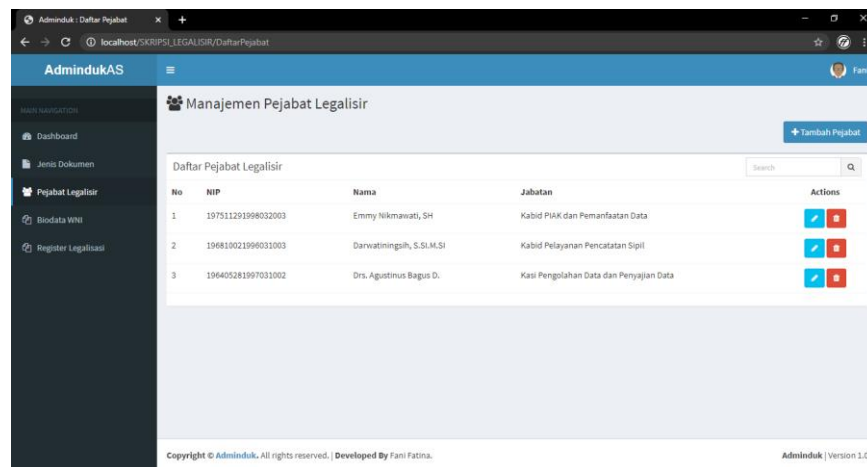 Adminduk : Daftar Pejabat
localhost/SKRIPSI_LEGALISIR/DaftarPejabat
AdmindukAS
Fan
MAIN NAVIGATION
Manajemen Pejabat Legalisir
Dashboard
+ Tambah Pejabat
Jenis Dokumen
Daftar Pejabat Legalisir
Search
Pejabat Legalisir
No NIP Nama Jabatan Actions
1 197511291998032003 Emmy Nikmawati, SH Kabid PIAK dan Pemanfaatan Data
Biodata WNI
2 196810021996031003 Darwatiningsih, S.SI.M.SI Kabid Pelayanan Pencatatan Sipil
Register Legalisasi
3 196405281997031002 Drs. Agustinus Bagus D. Kasi Pengolahan Data dan Penyajian Data
Copyright © Adminduk. All rights reserved. | Developed By Fani Fatina.
Adminduk | Version 1.0